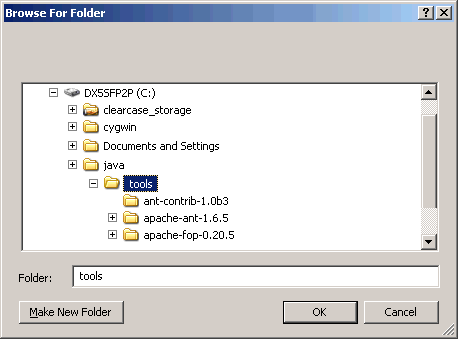 Browse For Folder
DX5SFP2P (C:)
clearcase_storage
cygwin
Documents and Settings
java
tools
ant-contrib-1.0b3
apache-ant-1.6.5
apache-fop-0.20.5
Folder: tools
Make New Folder OK Cancel